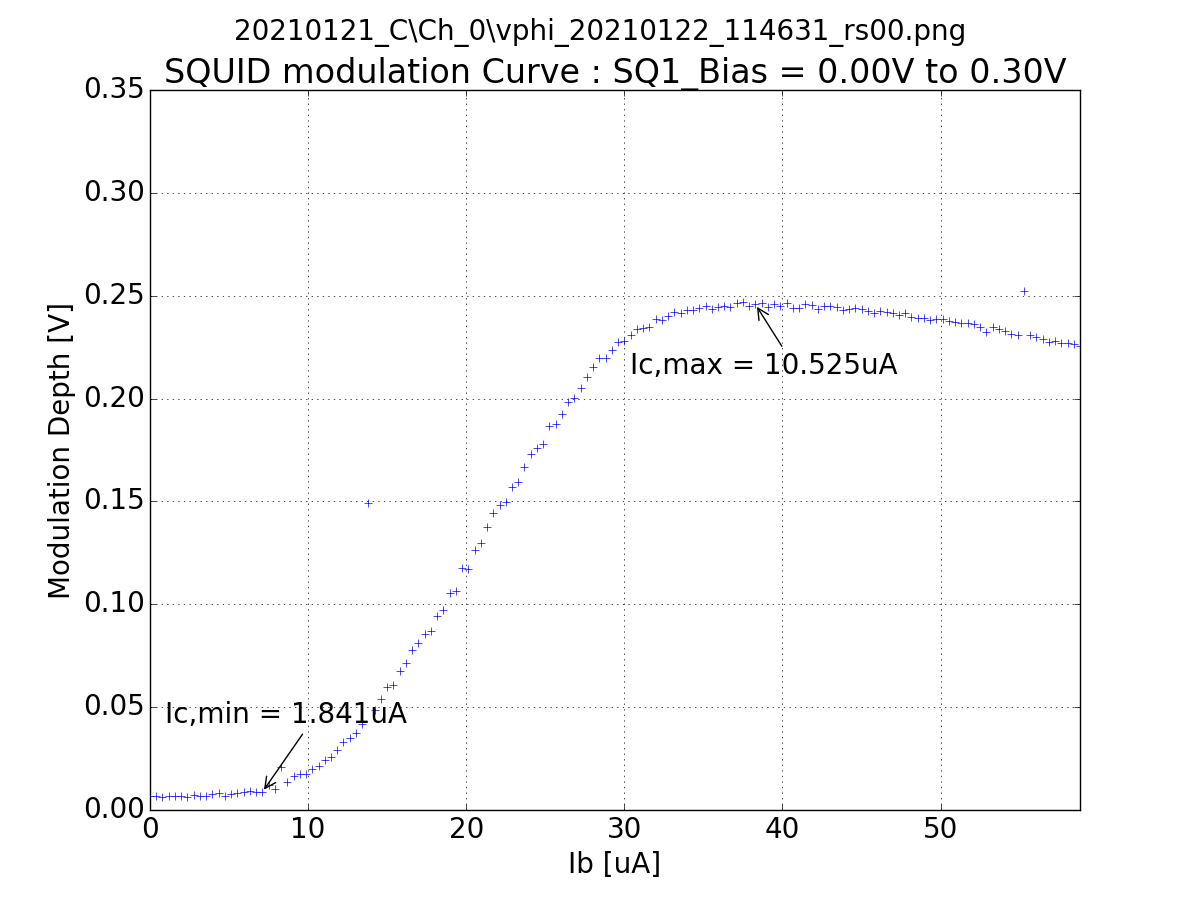 20210121_C\Ch_0\vphi_20210122_114631_rs00.png
SQUID modulation Curve : SQ1_Bias = 0.00V to 0.30V
0.35
0.30
0.25
0.20
0.15
0.10
0.05
0.00
Modulation Depth [V]
Ic,max = 10.525uA
Ic,min = 1.841uA
0 10 20 30 40 50
Ib [uA]